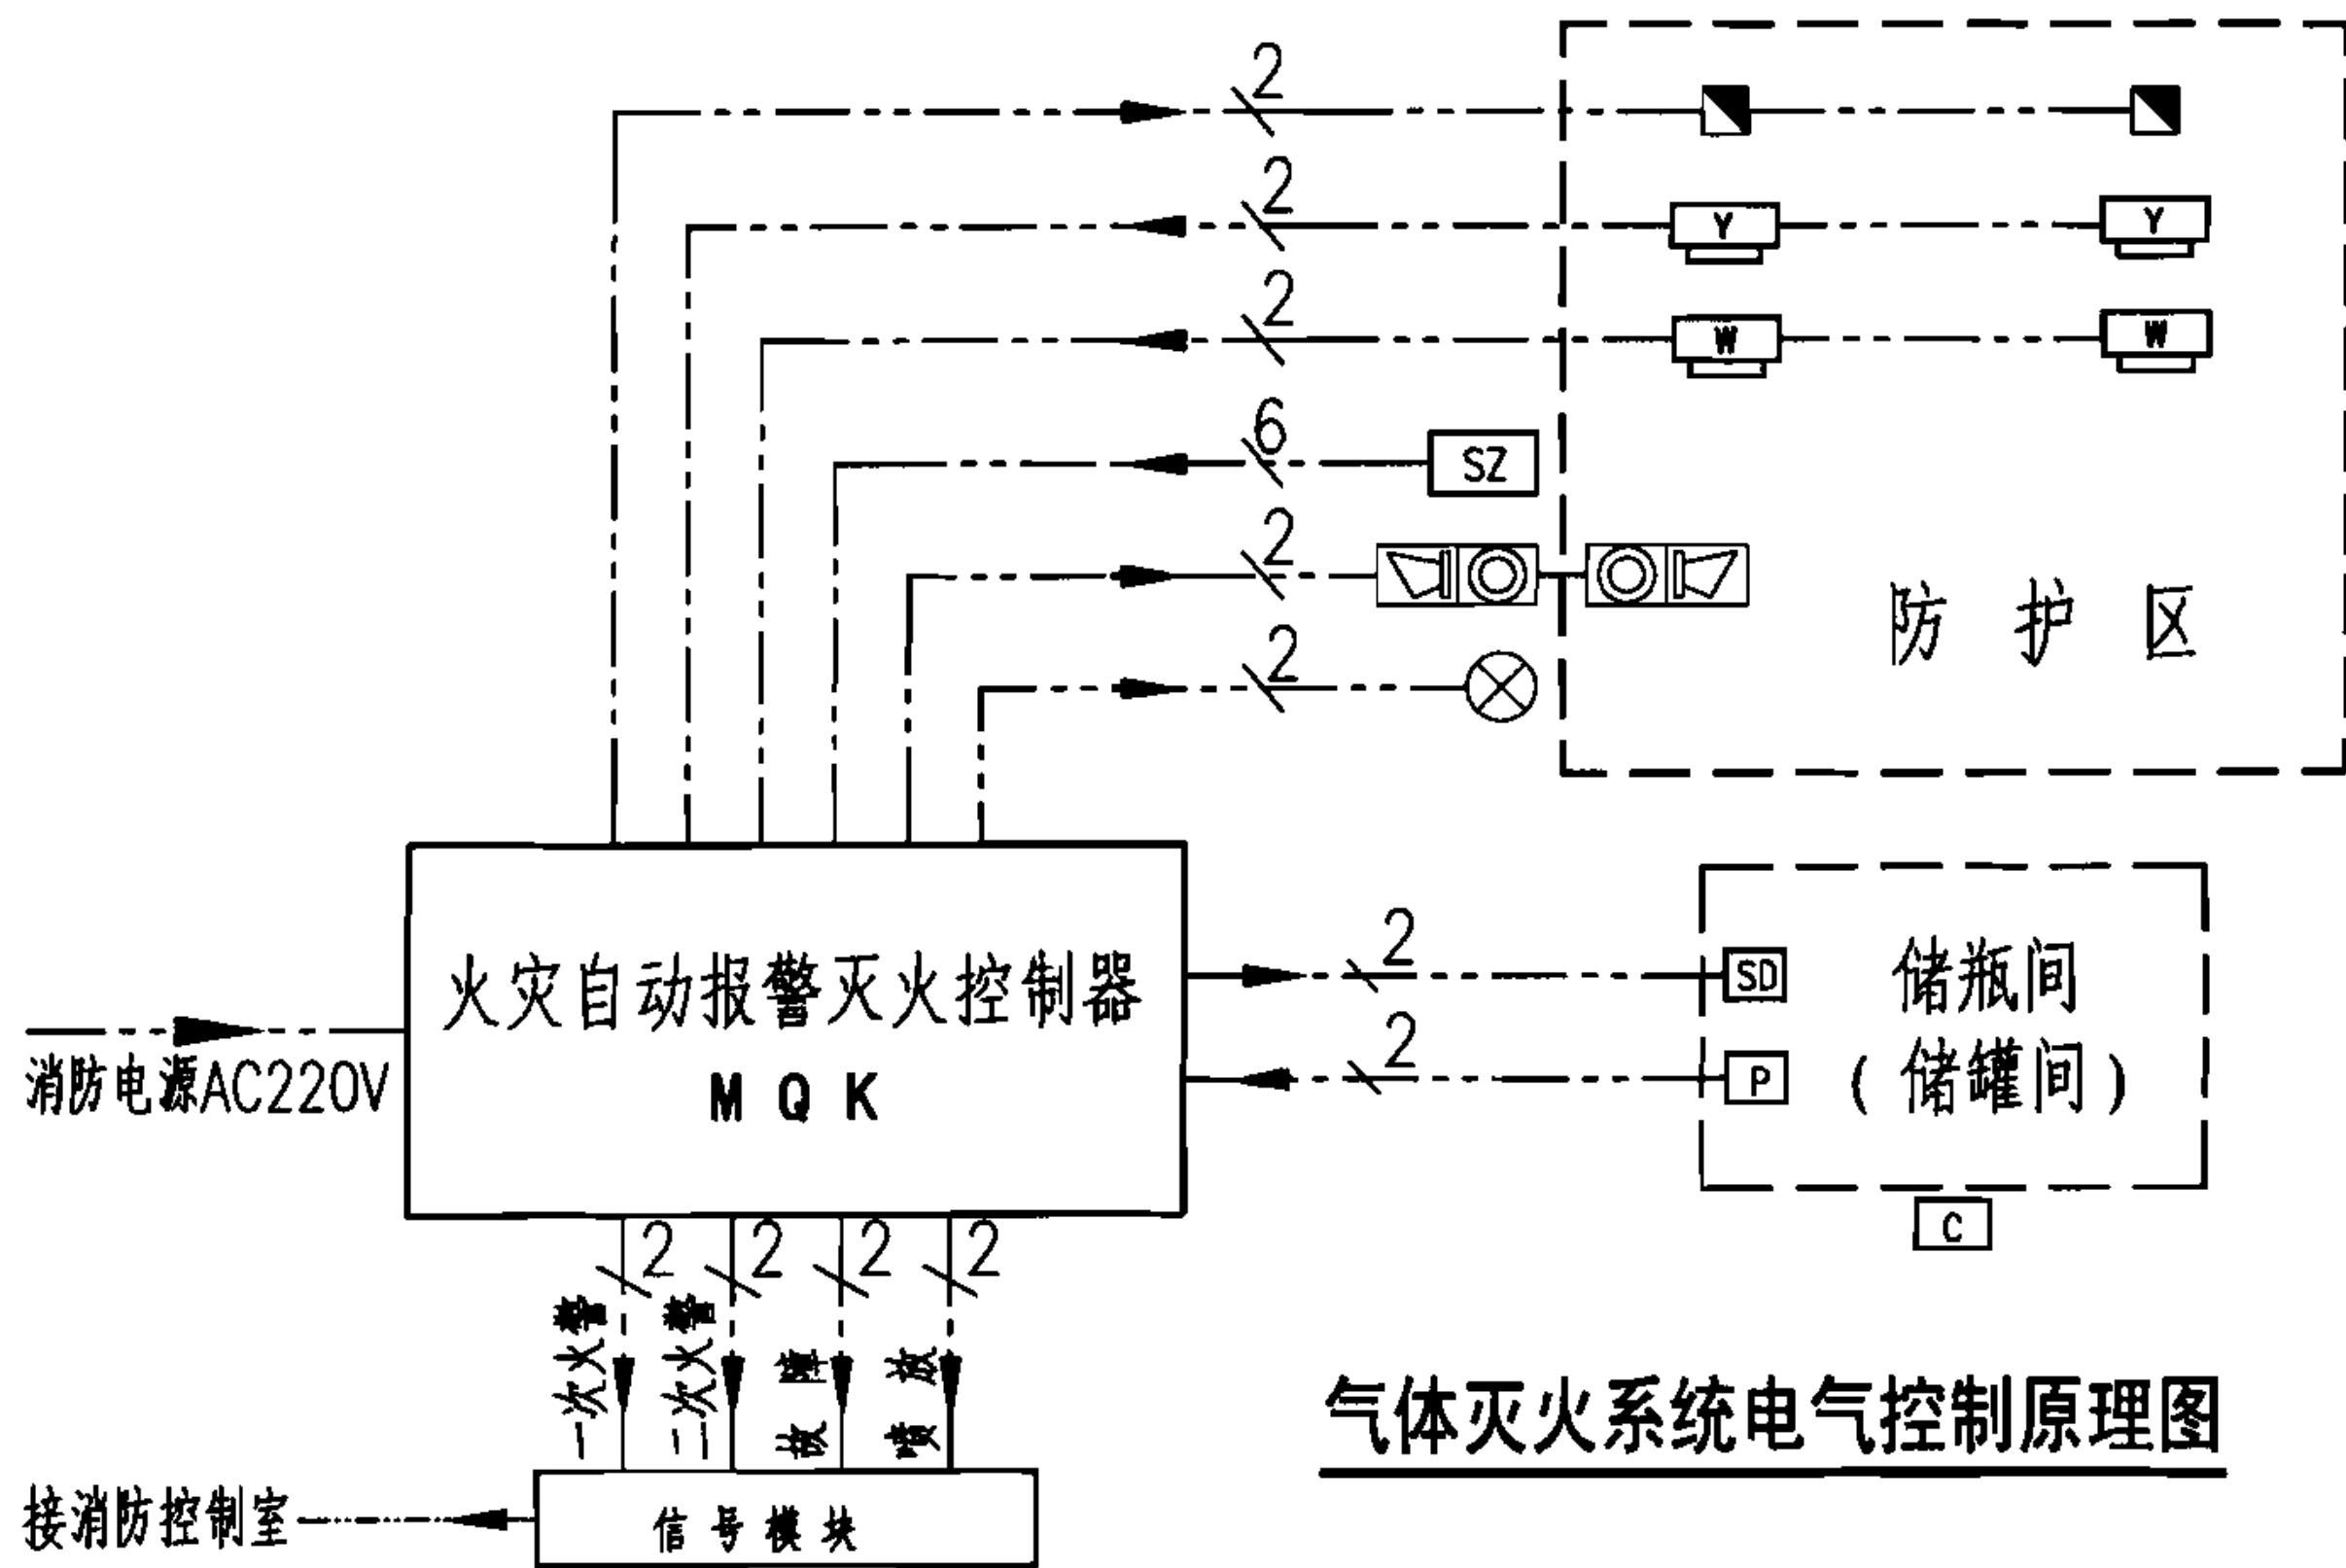 2
2
Y Y
2
W W
6
SZ
2
防护区
2
火灾自动报警灭火控制器
MQK
消防电源AC220V
2
SD
储瓶间
2
P
(储罐间)
C
2 2 2 2
一次火警
二次火警
故障
喷放
气体灭火系统电气控制原理图
接消防控制室
信号模块